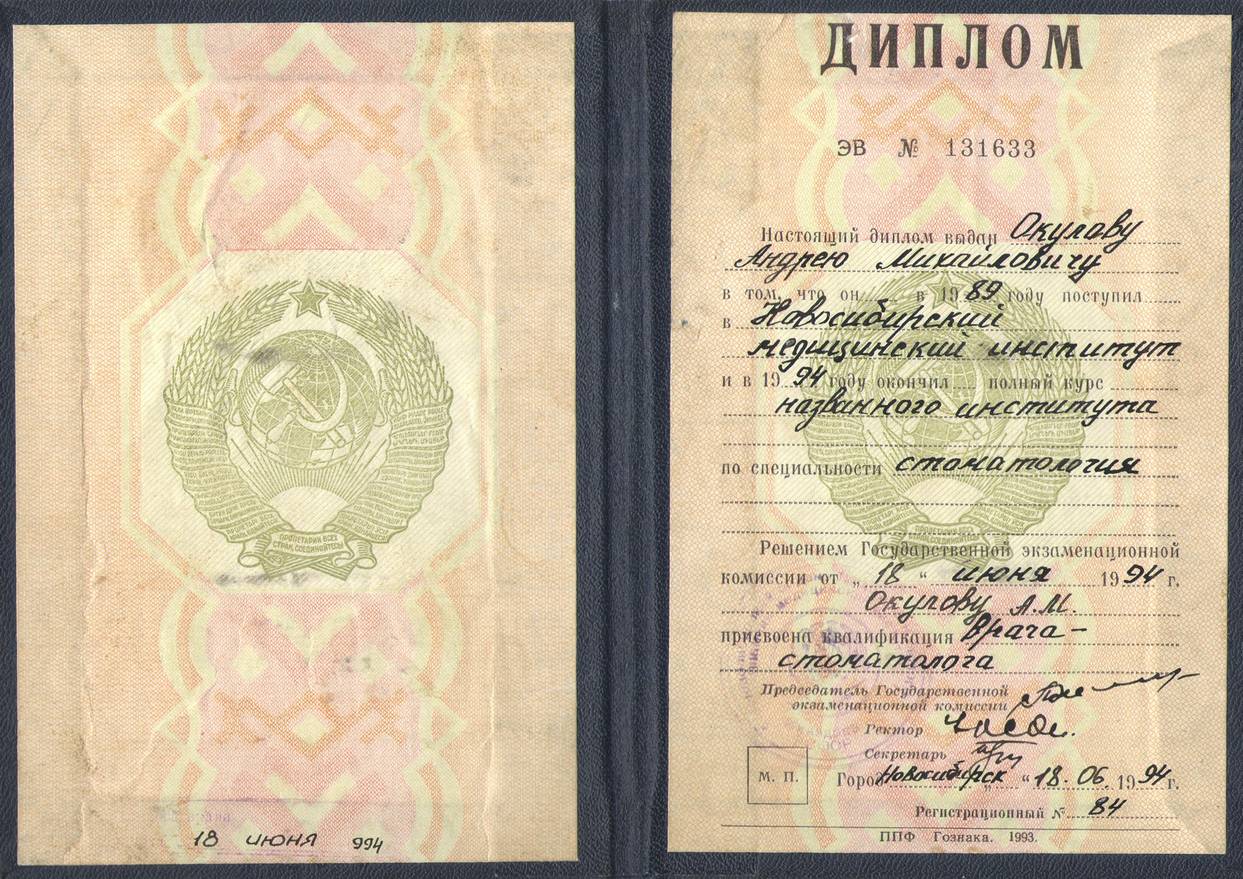 ПРОЛЕТАРИИ ВСЕХ
СТРАН, СОЕДИНЯЙТЕСЬ!
18 июня 994
ДИПЛОМ
ЭВ № 131633
Настоящий диплом выдан Окулову
Андрею Михайловичу
в том, что он в 1989 году поступил
в Новосибирский
медицинский институт
и в 1994 году окончил полный курс
названного института
по специальности стоматология
Решением Государственной экзаменационной
комиссии от „18“ июня 1994 г.
Окулову А.М.
присвоена квалификация врача-
стоматолога
Председатель Государственной
экзаменационной комиссии
Ректор
Секретарь
М. П.
Город Новосибирск „18. 06. 1994 г.
Регистрационный № 84
ППФ Гознака. 1993.